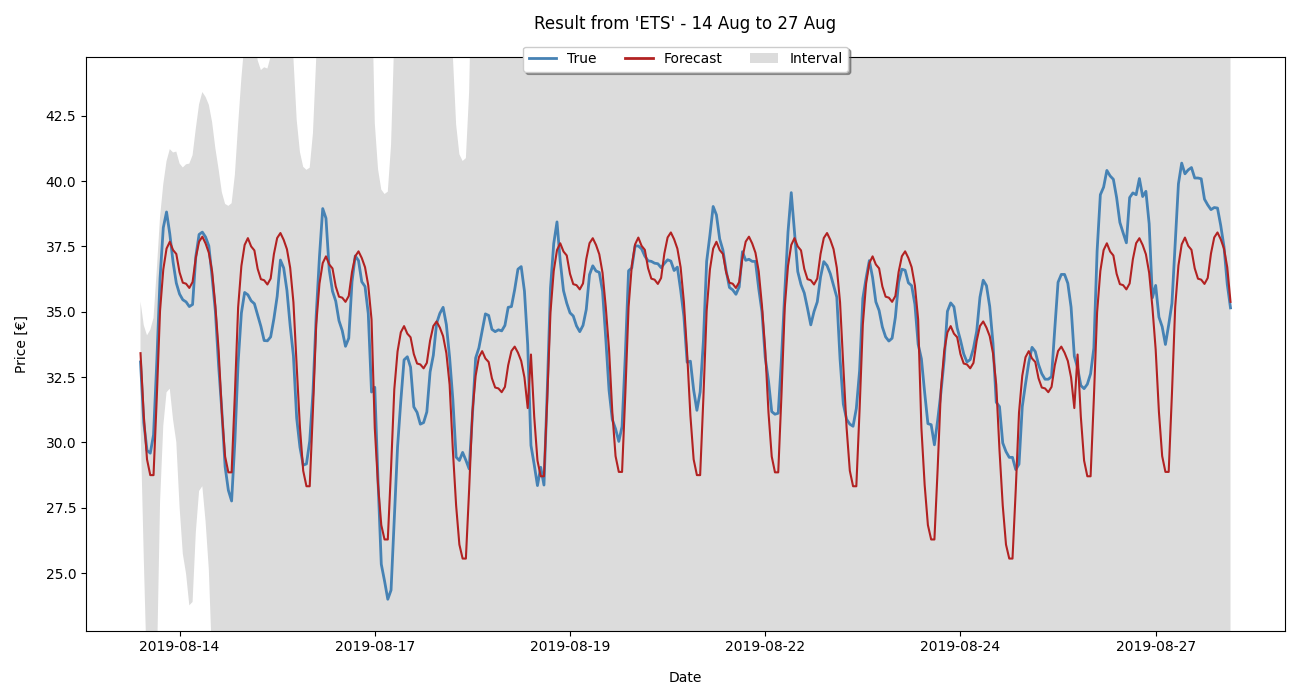 Result from 'ETS' - 14 Aug to 27 Aug
True Forecast Interval
42.5
40.0
37.5
35.0
32.5
30.0
27.5
25.0
Price [€]
2019-08-14 2019-08-17 2019-08-19 2019-08-22 2019-08-24 2019-08-27
Date